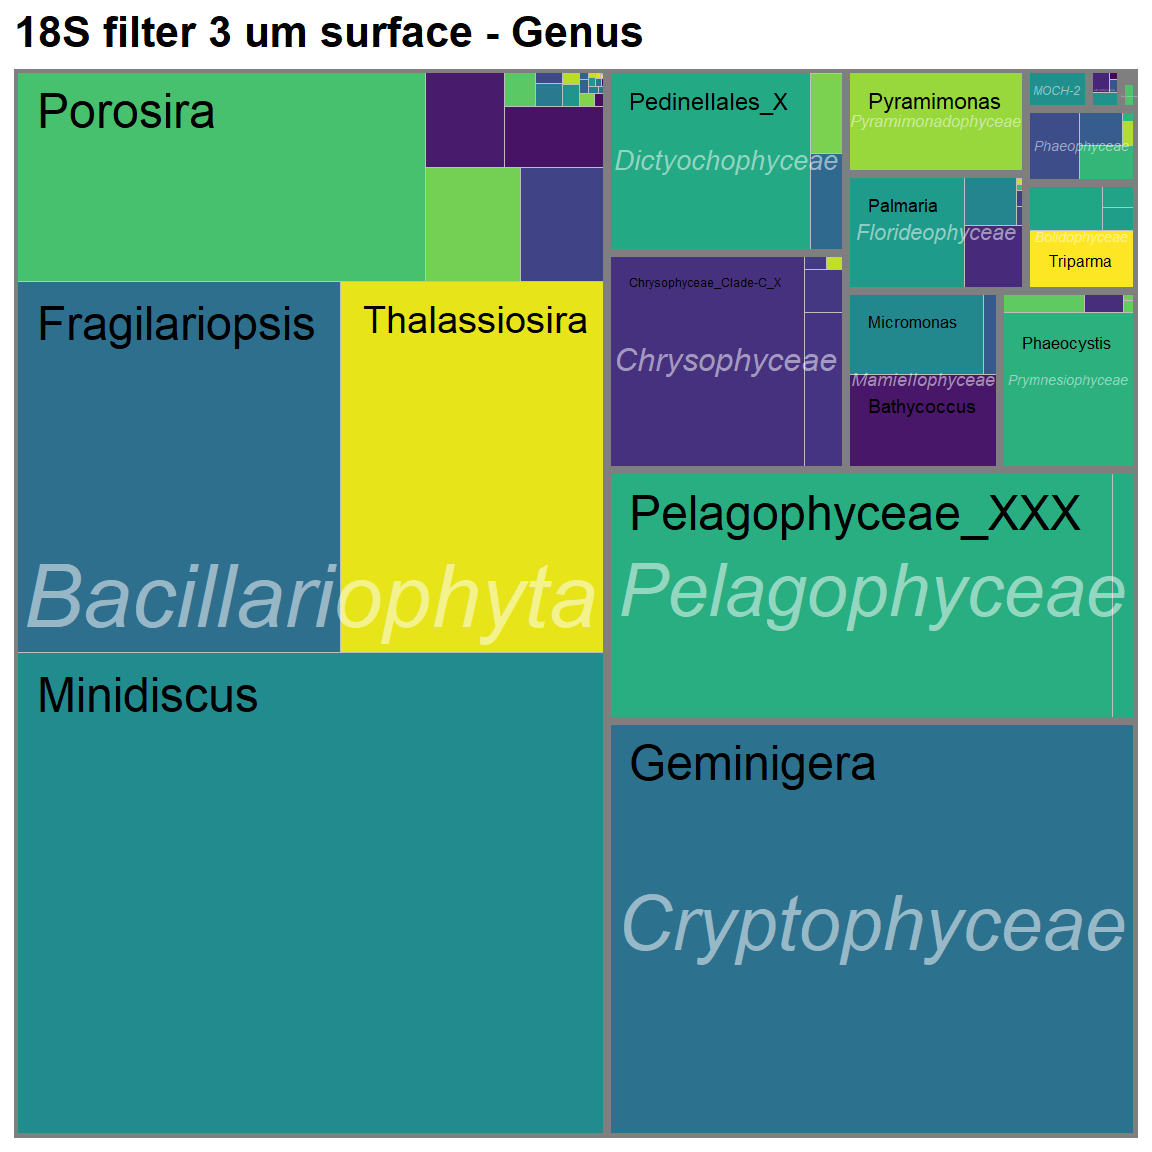 18S filter 3 um surface - Genus
Porosira
Fragilariopsis
Thalassiosira
Bacillariophyta
Minidiscus
Pedinellales_X
Dictyochophyceae
Chrysophyceae_Clade-C_X
Chrysophyceae
Pyramimonas
Pyramimonadophyceae
Palmaria
Florideophyceae
Micromonas
Mamiellophyceae
Bathycoccus
MOCH-2
Phaeophyceae
Bolidophyceae
Triparma
Phaeocystis
Prymnesiophyceae
Pelagophyceae_XXX
Pelagophyceae
Geminigera
Cryptophyceae